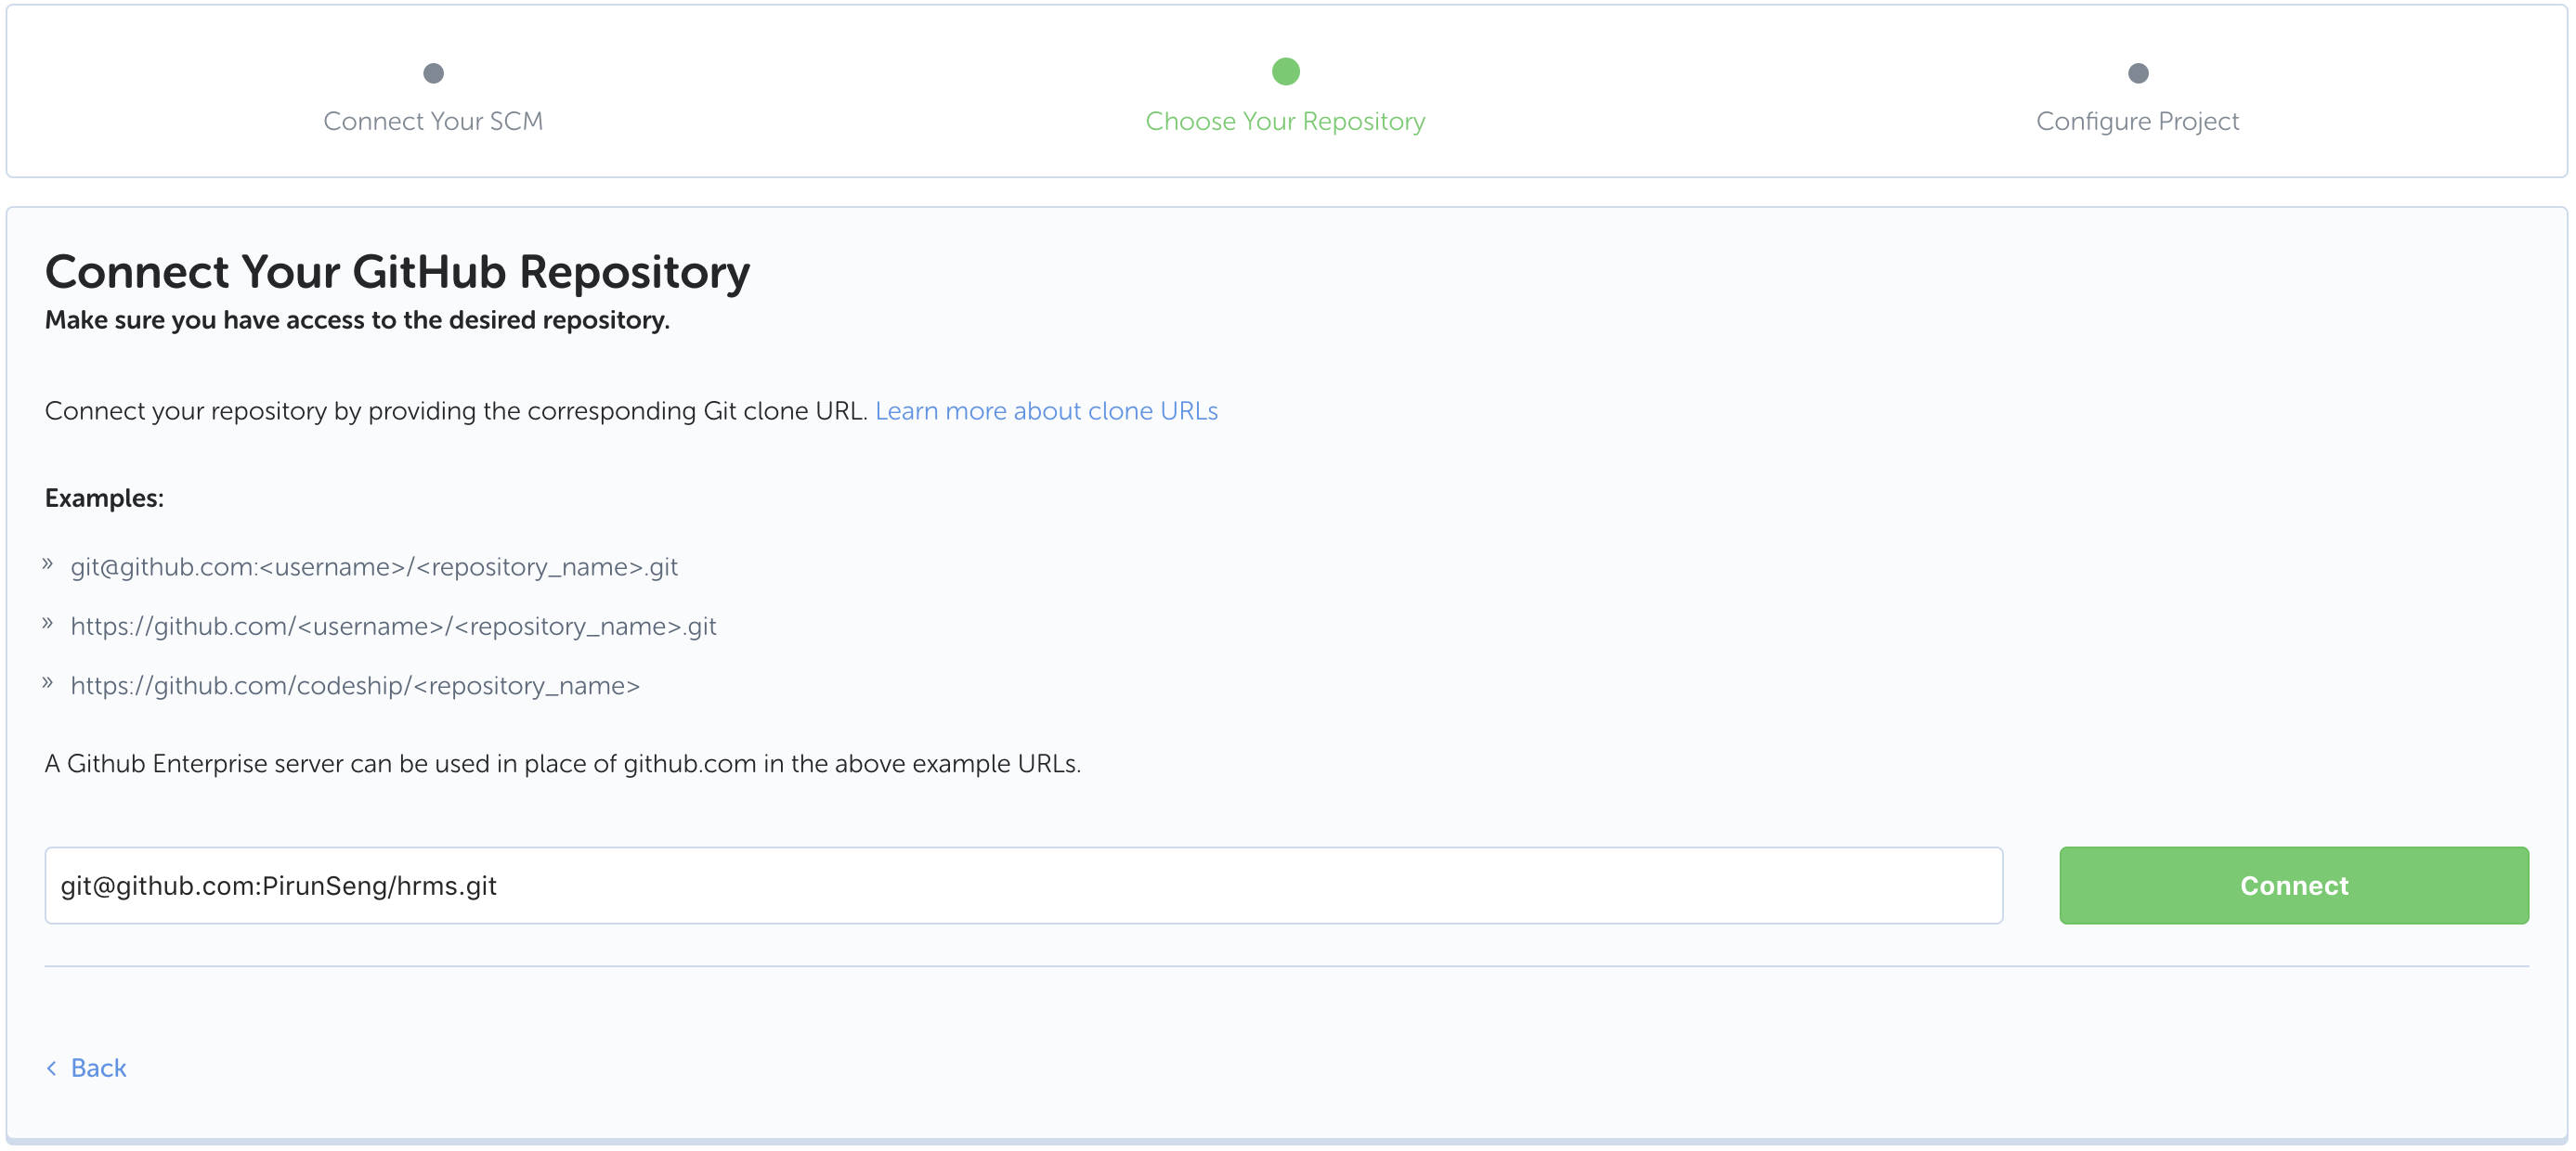 Connect Your SCM
Choose Your Repository
Configure Project
Connect Your GitHub Repository
Make sure you have access to the desired repository.
Connect your repository by providing the corresponding Git clone URL. Learn more about clone URLs
Examples:
» git@github.com:<username>/<repository_name>.git
» https://github.com/<username>/<repository_name>.git
» https://github.com/codeship/<repository_name>
A Github Enterprise server can be used in place of github.com in the above example URLs.
git@github.com:PirunSeng/hrms.git
Connect
< Back